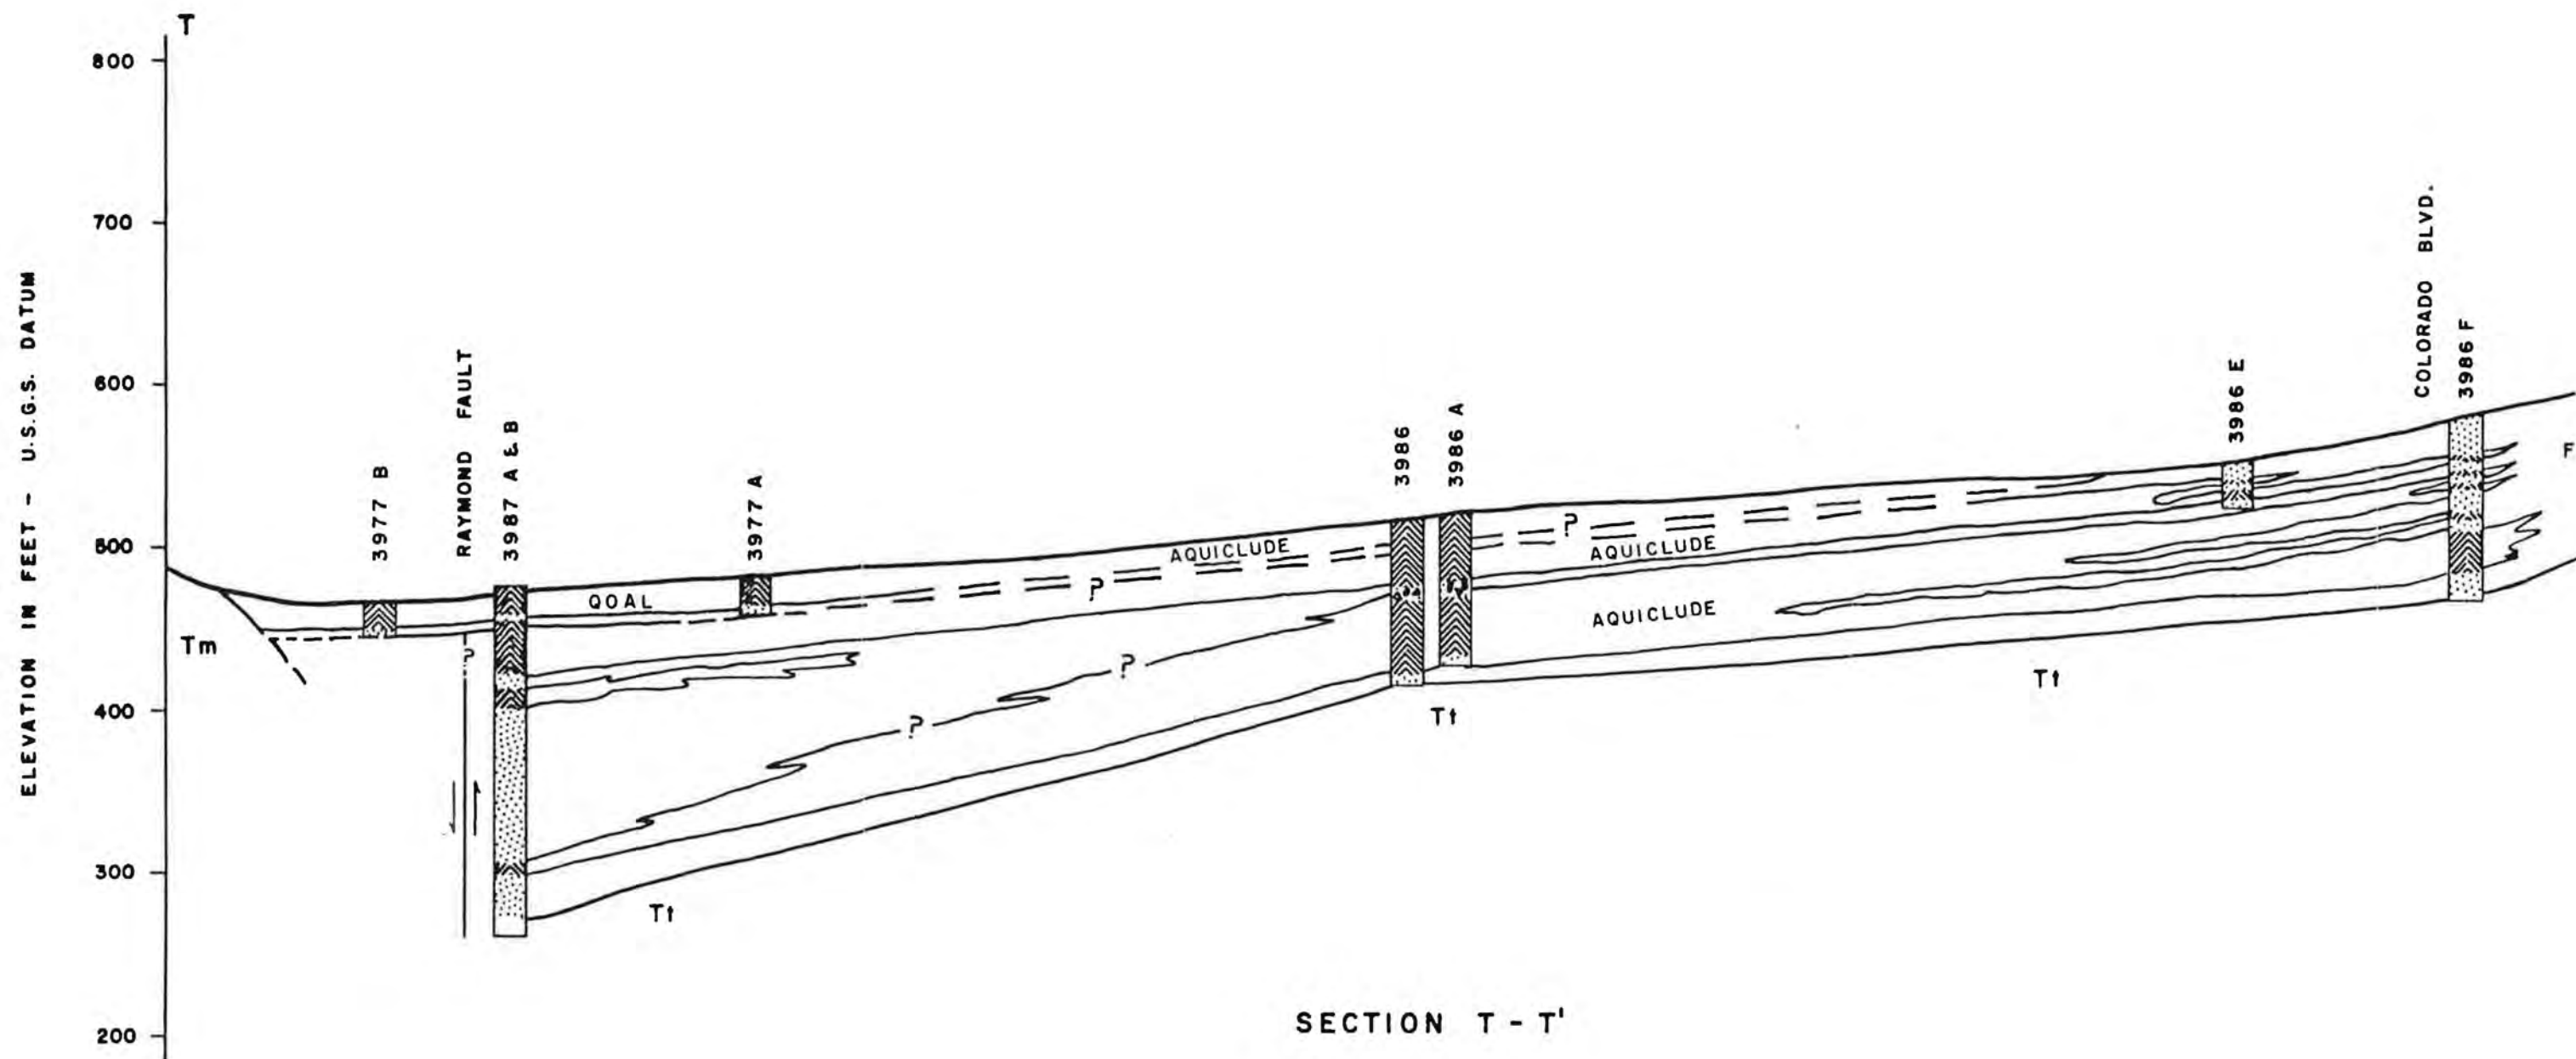 T
800
700
600
500
400
300
200
ELEVATION IN FEET - U.S.G.S. DATUM
3977 B
RAYMOND FAULT
3987 A & B
3977 A
3986
3986 A
3986 E
COLORADO BLVD.
3986 F
F
AQUICLUDE
?
AQUICLUDE
?
QOAL
AQUICLUDE
Tm
?
?
?
Tt
Tt
Tt
SECTION T - T'